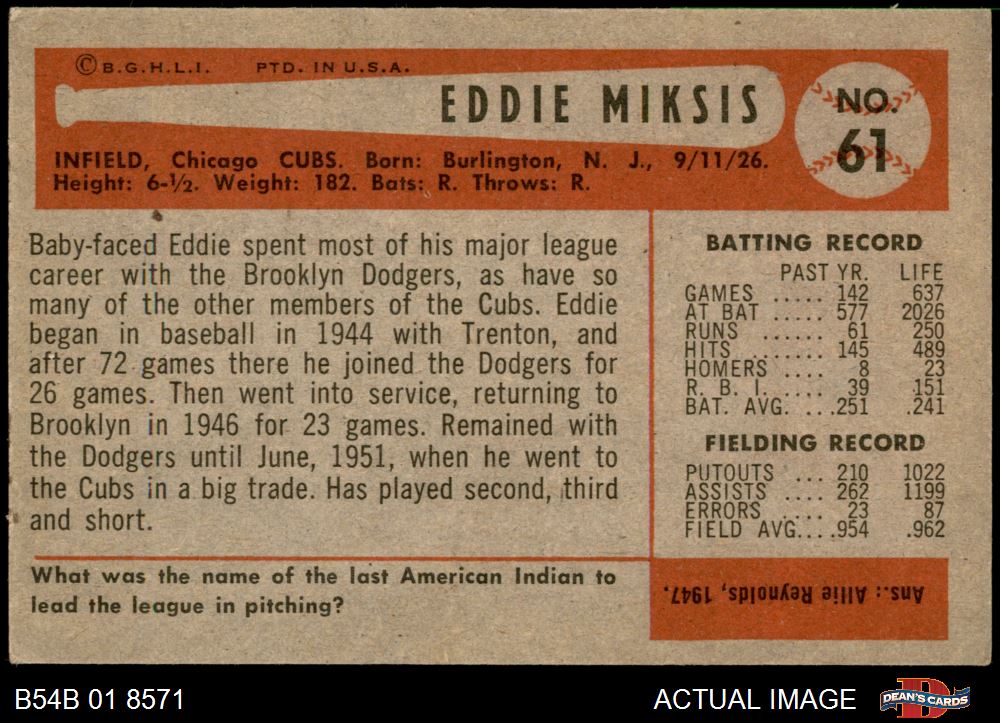 ©B.G.H.L.I. PTD. IN U.S.A.
EDDIE MIKSIS
NO.
61
INFIELD, Chicago CUBS. Born: Burlington, N. J., 9/11/26.
Height: 6-½. Weight: 182. Bats: R. Throws: R.
Baby-faced Eddie spent most of his major league
career with the Brooklyn Dodgers, as have so
many of the other members of the Cubs. Eddie
began in baseball in 1944 with Trenton, and
after 72 games there he joined the Dodgers for
26 games. Then went into service, returning to
Brooklyn in 1946 for 23 games. Remained with
the Dodgers until June, 1951, when he went to
the Cubs in a big trade. Has played second, third
and short.
What was the name of the last American Indian to
lead the league in pitching?
BATTING RECORD
PAST YR. LIFE
GAMES ..... 142 637
AT BAT ..... 577 2026
RUNS ...... 61 250
HITS ....... 145 489
HOMERS .... 8 23
R. B. I. .... 39 151
BAT. AVG. ...251 .241
FIELDING RECORD
PUTOUTS ... 210 1022
ASSISTS .... 262 1199
ERRORS .... 23 87
FIELD AVG....954 .962
Ans.: Allie Reynolds, 1947.
B54B 01 8571
ACTUAL IMAGE
DEAN'S CARDS